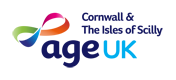 Cornwall &
The Isles of Scilly
age UK